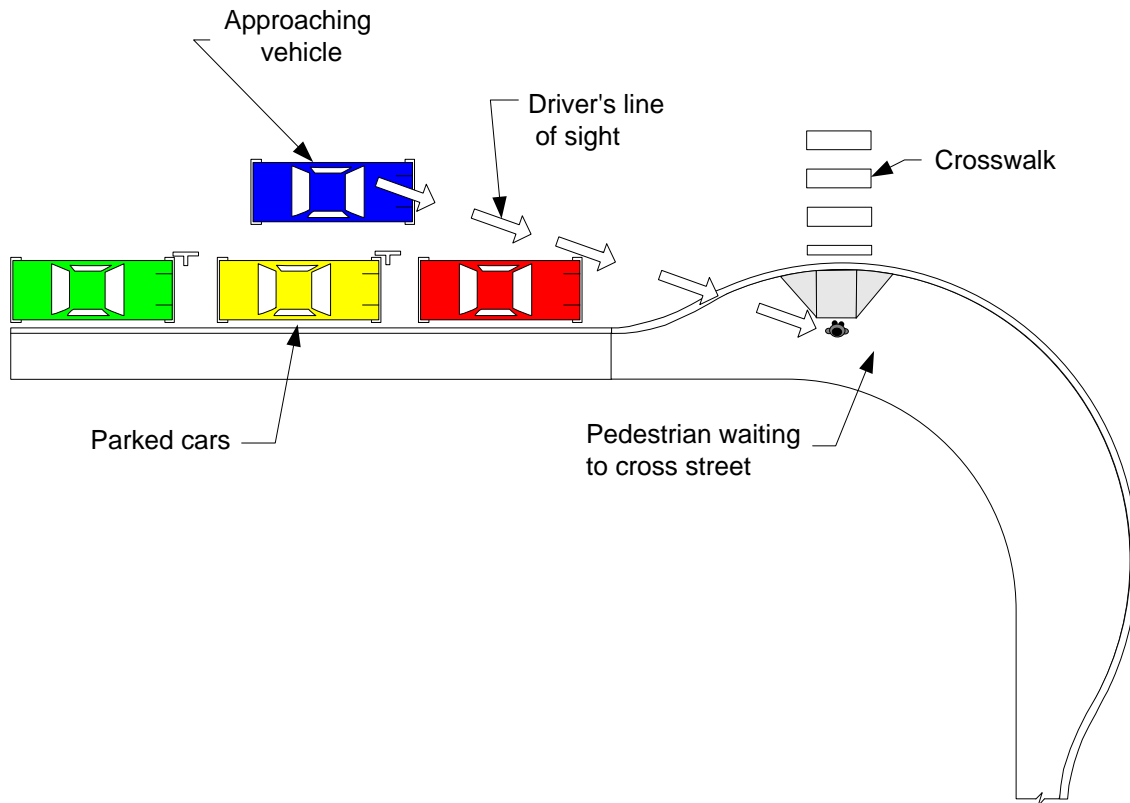 Approaching
vehicle
Driver's line
of sight
Crosswalk
Parked cars
Pedestrian waiting
to cross street